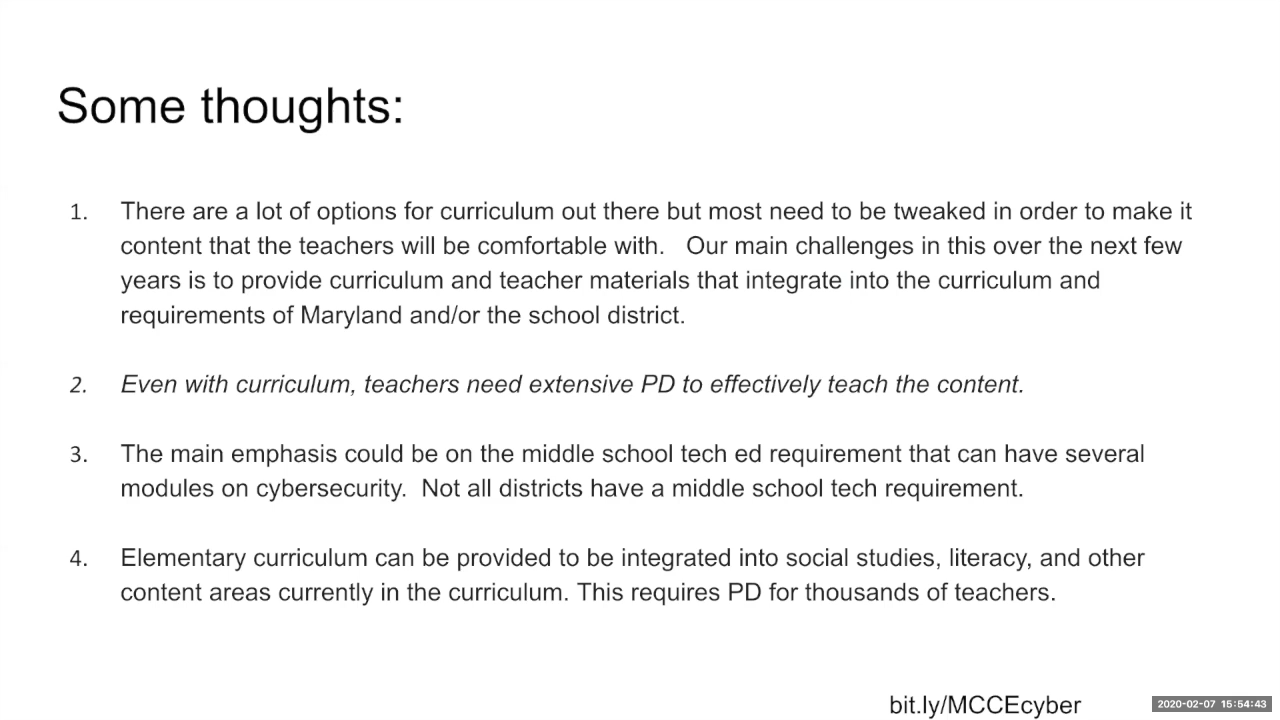 Some thoughts:
1. There are a lot of options for curriculum out there but most need to be tweaked in order to make it
content that the teachers will be comfortable with.   Our main challenges in this over the next few
years is to provide curriculum and teacher materials that integrate into the curriculum and
requirements of Maryland and/or the school district.
2. Even with curriculum, teachers need extensive PD to effectively teach the content.
3. The main emphasis could be on the middle school tech ed requirement that can have several
modules on cybersecurity.  Not all districts have a middle school tech requirement.
4. Elementary curriculum can be provided to be integrated into social studies, literacy, and other
content areas currently in the curriculum. This requires PD for thousands of teachers.
bit.ly/MCCEcyber
2020-02-07 15:54:43